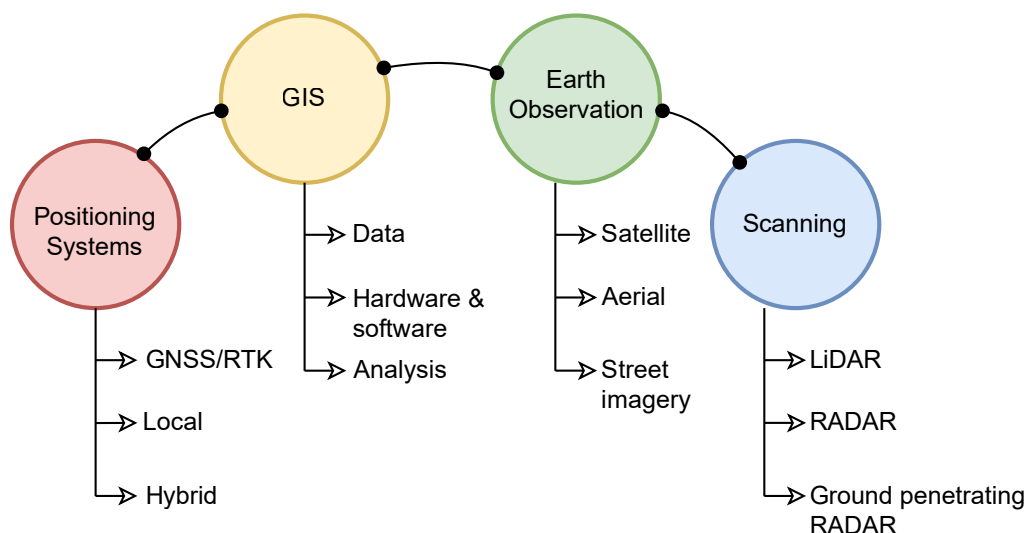 Positioning
Systems
GNSS/RTK
Local
Hybrid
GIS
Data
Hardware &
software
Analysis
Earth
Observation
Satellite
Aerial
Street
imagery
Scanning
LiDAR
RADAR
Ground penetrating
RADAR